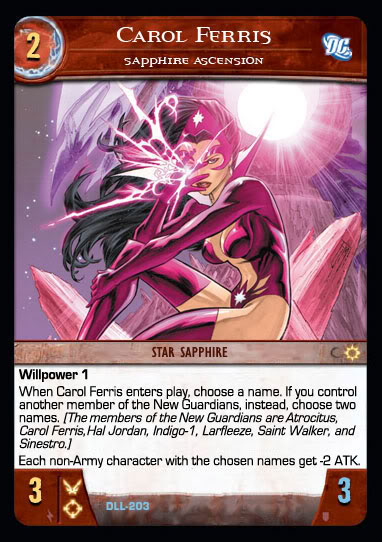 2
CAROL FERRIS
SAPPHIRE ASCENSION
DC
STAR SAPPHIRE
C
Willpower 1
When Carol Ferris enters play, choose a name. If you control
another member of the New Guardians, instead, choose two
names. [The members of the New Guardians are Atrocitus,
Carol Ferris,Hal Jordan, Indigo-1, Larfleeze, Saint Walker, and
Sinestro.]
Each non-Army character with the chosen names get -2 ATK.
3
DLL-203
3